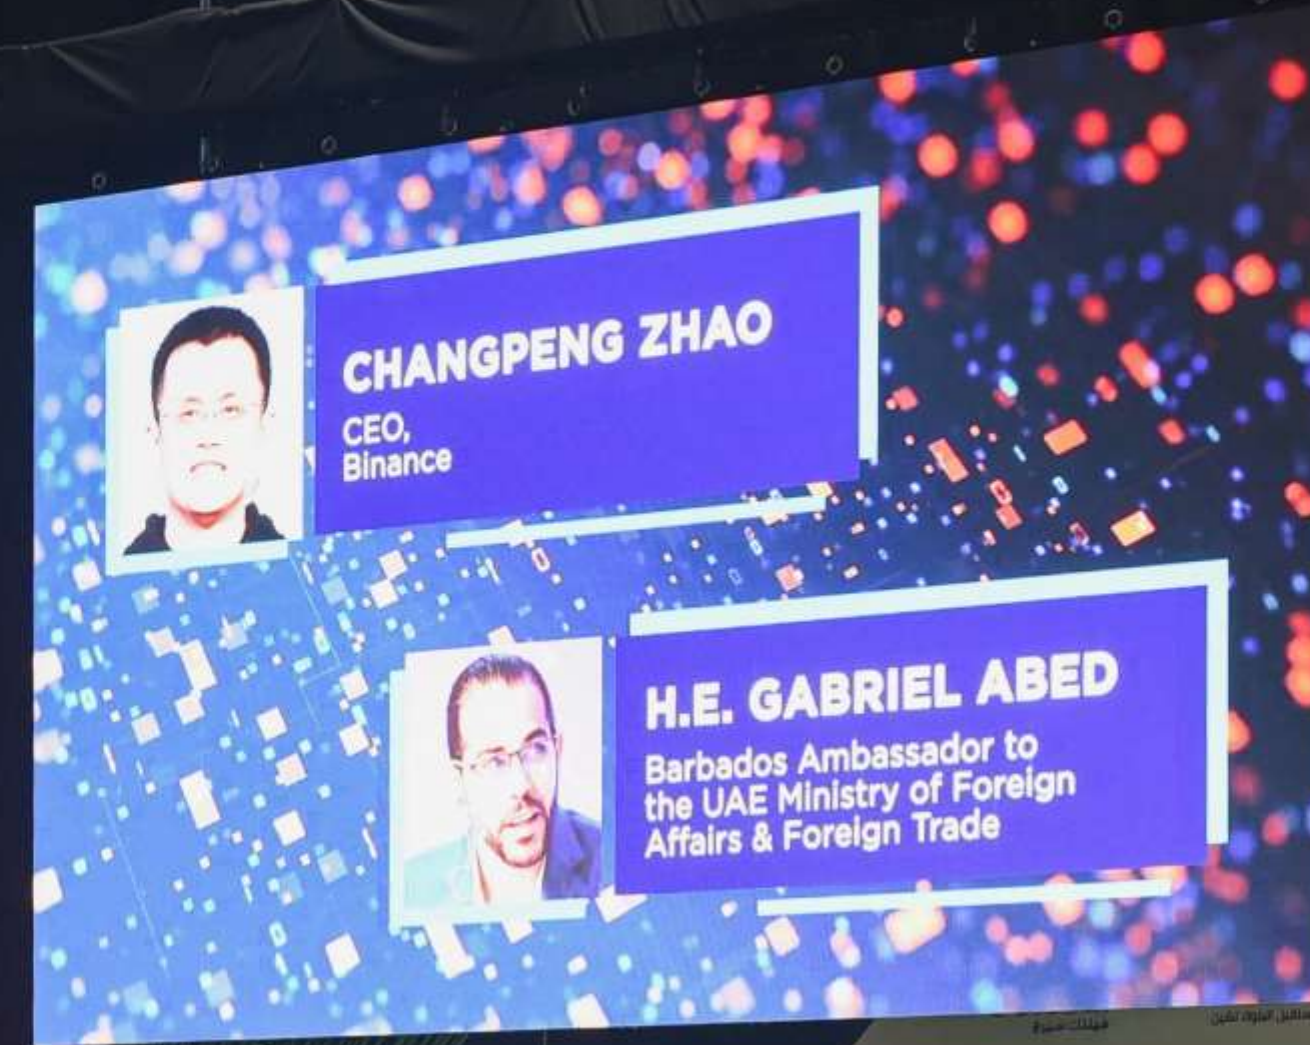 CHANGPENG ZHAO
CEO,
Binance
H.E. GABRIEL ABED
Barbados Ambassador to
the UAE Ministry of Foreign
Affairs & Foreign Trade